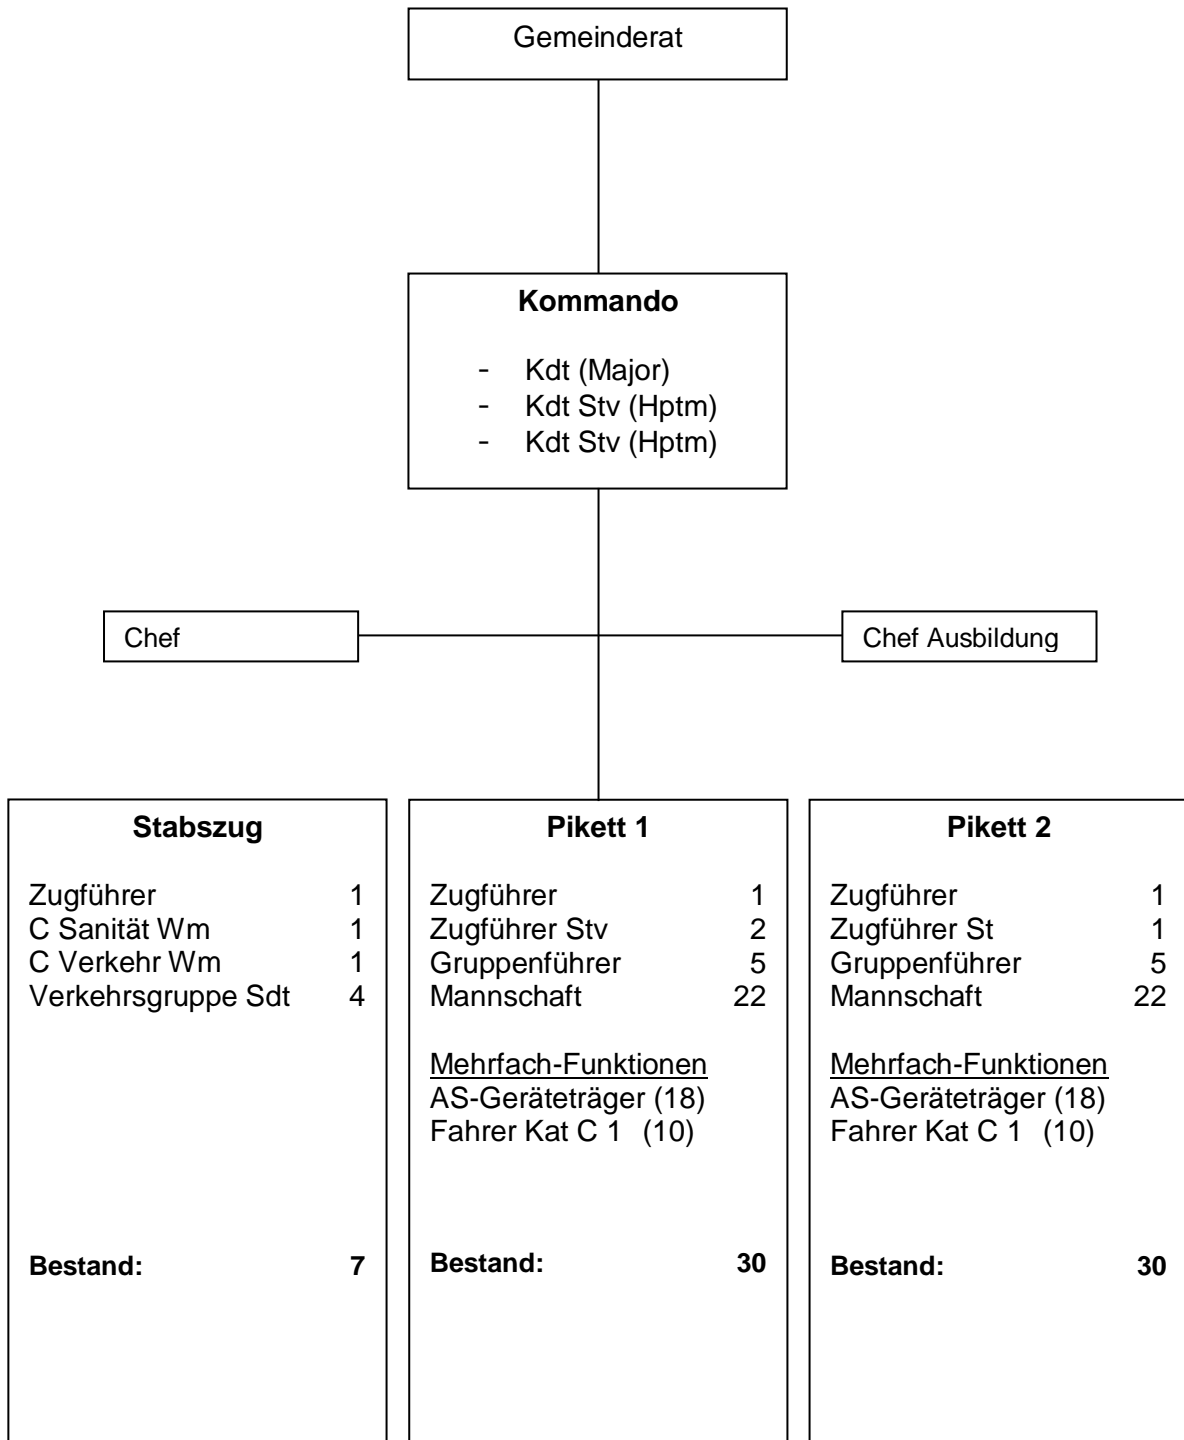 Gemeinderat
Kommando
- Kdt (Major)
- Kdt Stv (Hptm)
- Kdt Stv (Hptm)
Chef
Chef Ausbildung
Stabszug
Zugführer 1
C Sanität Wm 1
C Verkehr Wm 1
Verkehrsgruppe Sdt 4
Bestand: 7
Pikett 1
Zugführer 1
Zugführer Stv 2
Gruppenführer 5
Mannschaft 22
Mehrfach-Funktionen
AS-Geräteträger (18)
Fahrer Kat C 1 (10)
Bestand: 30
Pikett 2
Zugführer 1
Zugführer St 1
Gruppenführer 5
Mannschaft 22
Mehrfach-Funktionen
AS-Geräteträger (18)
Fahrer Kat C 1 (10)
Bestand: 30